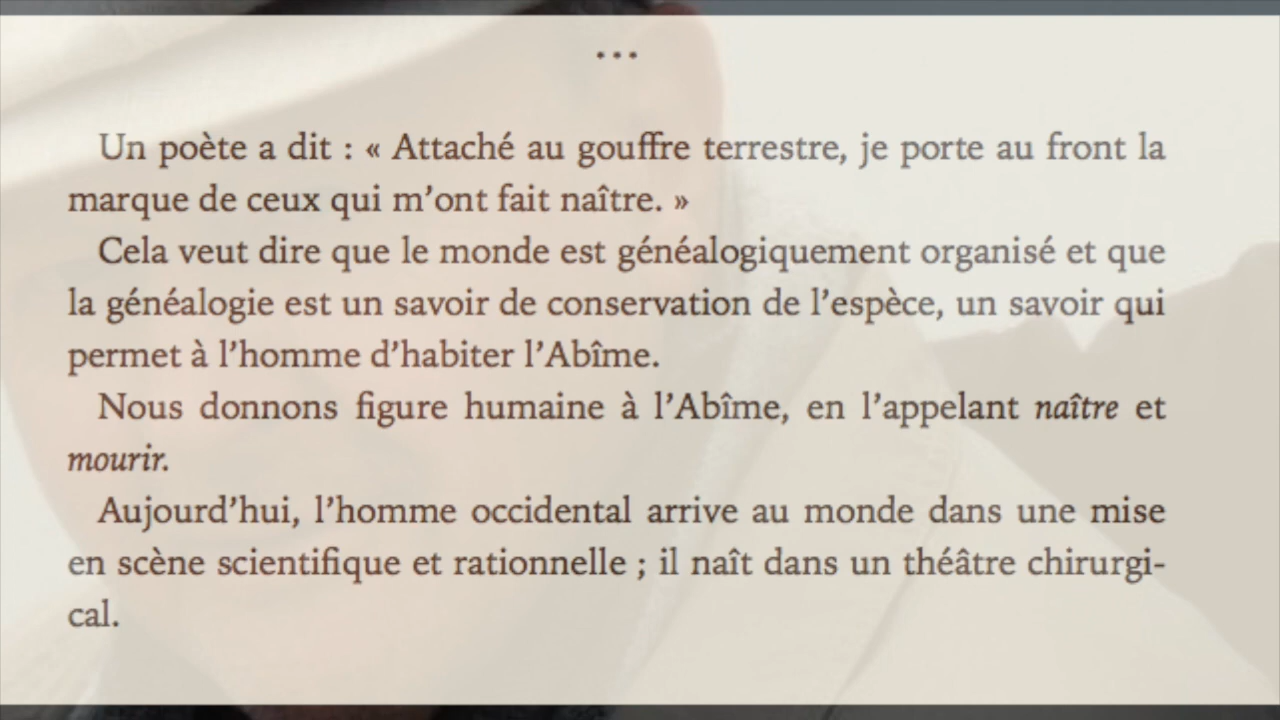 ...
Un poète a dit : « Attaché au gouffre terrestre, je porte au front la
marque de ceux qui m’ont fait naître. »
Cela veut dire que le monde est généalogiquement organisé et que
la généalogie est un savoir de conservation de l’espèce, un savoir qui
permet à l’homme d’habiter l’Abîme.
Nous donnons figure humaine à l’Abîme, en l’appelant naître et
mourir.
Aujourd’hui, l’homme occidental arrive au monde dans une mise
en scène scientifique et rationnelle ; il naît dans un théâtre chirurgi-
cal.